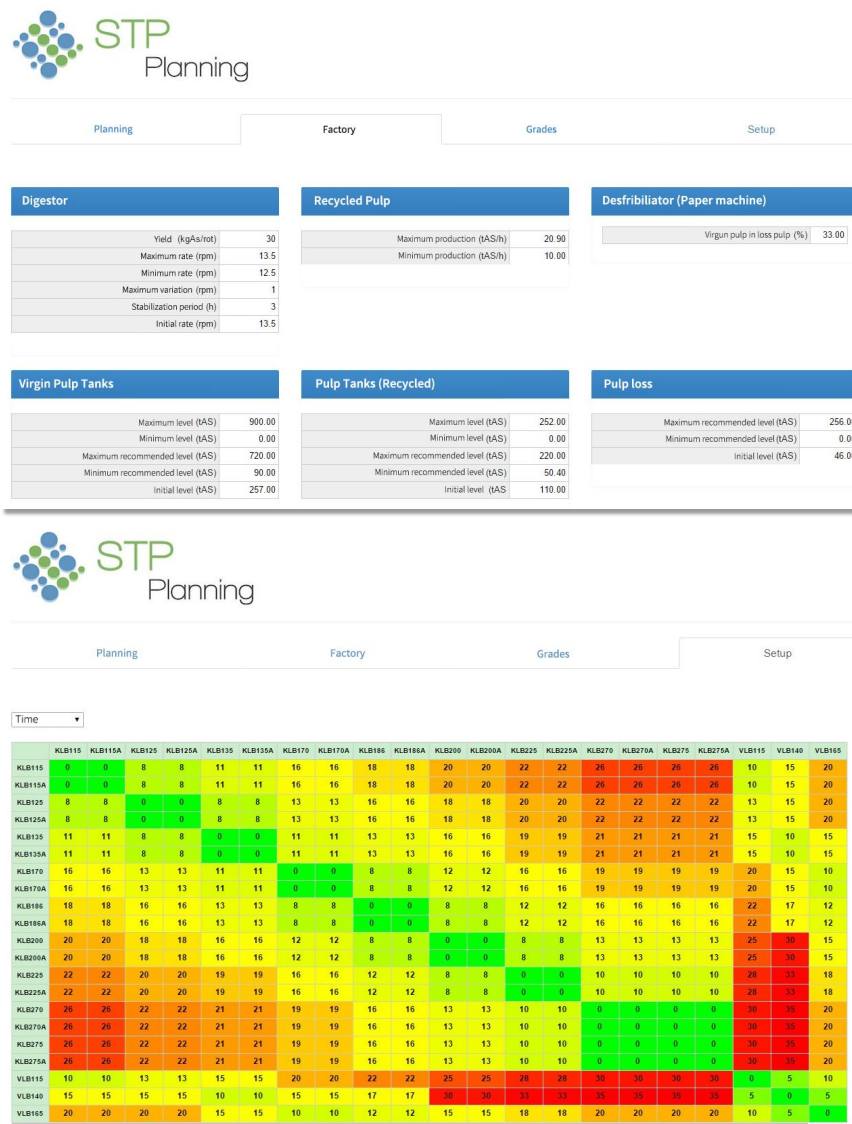 STP
Planning
Planning Factory Grades Setup
Digestor Recycled Pulp Desfribiliator (Paper machine)
Yield (kgAs/rot) 30 Maximum production (tAS/h) 20.90 Virgun pulp in loss pulp (%) 33.00
Maximum rate (rpm) 13.5 Minimum production (tAS/h) 10.00
Minimum rate (rpm) 12.5
Maximum variation (rpm) 1
Stabilization period (h) 3
Initial rate (rpm) 13.5
Virgin Pulp Tanks Pulp Tanks (Recycled) Pulp loss
Maximum level (tAS) 900.00 Maximum level (tAS) 252.00 Maximum recommended level (tAS) 256.0
Minimum level (tAS) 0.00 Minimum level (tAS) 0.00 Minimum recommended level (tAS) 0.0
Maximum recommended level (tAS) 720.00 Maximum recommended level (tAS) 220.00 Initial level (tAS) 46.0
Minimum recommended level (tAS) 90.00 Minimum recommended level (tAS) 50.40
Initial level (tAS) 257.00 Initial level (tAS 110.00
STP
Planning
Planning Factory Grades Setup
Time
KLB115 KLB115A KLB125 KLB125A KLB135 KLB135A KLB170 KLB170A KLB186 KLB186A KLB200 KLB200A KLB225 KLB225A KLB270 KLB270A KLB275 KLB275A VLB115 VLB140 VLB165
KLB115 0 0 8 8 11 11 16 16 18 18 20 20 22 22 26 26 26 26 10 15 20
KLB115A 0 0 8 8 11 11 16 16 18 18 20 20 22 22 26 26 26 26 10 15 20
KLB125 8 8 0 0 8 8 13 13 16 16 18 18 20 20 22 22 22 22 13 15 20
KLB125A 8 8 0 0 8 8 13 13 16 16 18 18 20 20 22 22 22 22 13 15 20
KLB135 11 11 8 8 0 0 11 11 13 13 16 16 19 19 21 21 21 21 15 10 15
KLB135A 11 11 8 8 0 0 11 11 13 13 16 16 19 19 21 21 21 21 15 10 15
KLB170 16 16 13 13 11 11 0 0 8 8 12 12 16 16 19 19 19 19 20 15 10
KLB170A 16 16 13 13 11 11 0 0 8 8 12 12 16 16 19 19 19 19 20 15 10
KLB186 18 18 16 16 13 13 8 8 0 0 8 8 12 12 16 16 16 16 22 17 12
KLB186A 18 18 16 16 13 13 8 8 0 0 8 8 12 12 16 16 16 16 22 17 12
KLB200 20 20 18 18 16 16 12 12 8 8 0 0 8 8 13 13 13 13 25 30 15
KLB200A 20 20 18 18 16 16 12 12 8 8 0 0 8 8 13 13 13 13 25 30 15
KLB225 22 22 20 20 19 19 16 16 12 12 8 8 0 0 10 10 10 10 28 33 18
KLB225A 22 22 20 20 19 19 16 16 12 12 8 8 0 0 10 10 10 10 28 33 18
KLB270 26 26 22 22 21 21 19 19 16 16 13 13 10 10 0 0 0 0 30 35 20
KLB270A 26 26 22 22 21 21 19 19 16 16 13 13 10 10 0 0 0 0 30 35 20
KLB275 26 26 22 22 21 21 19 19 16 16 13 13 10 10 0 0 0 0 30 35 20
KLB275A 26 26 22 22 21 21 19 19 16 16 13 13 10 10 0 0 0 0 30 35 20
VLB115 10 10 13 13 15 15 20 20 22 22 25 25 28 28 30 30 30 30 0 5 10
VLB140 15 15 15 15 10 10 15 15 17 17 30 30 33 33 35 35 35 35 5 0 5
VLB165 20 20 20 20 15 15 10 10 12 12 15 15 18 18 20 20 20 20 10 5 0